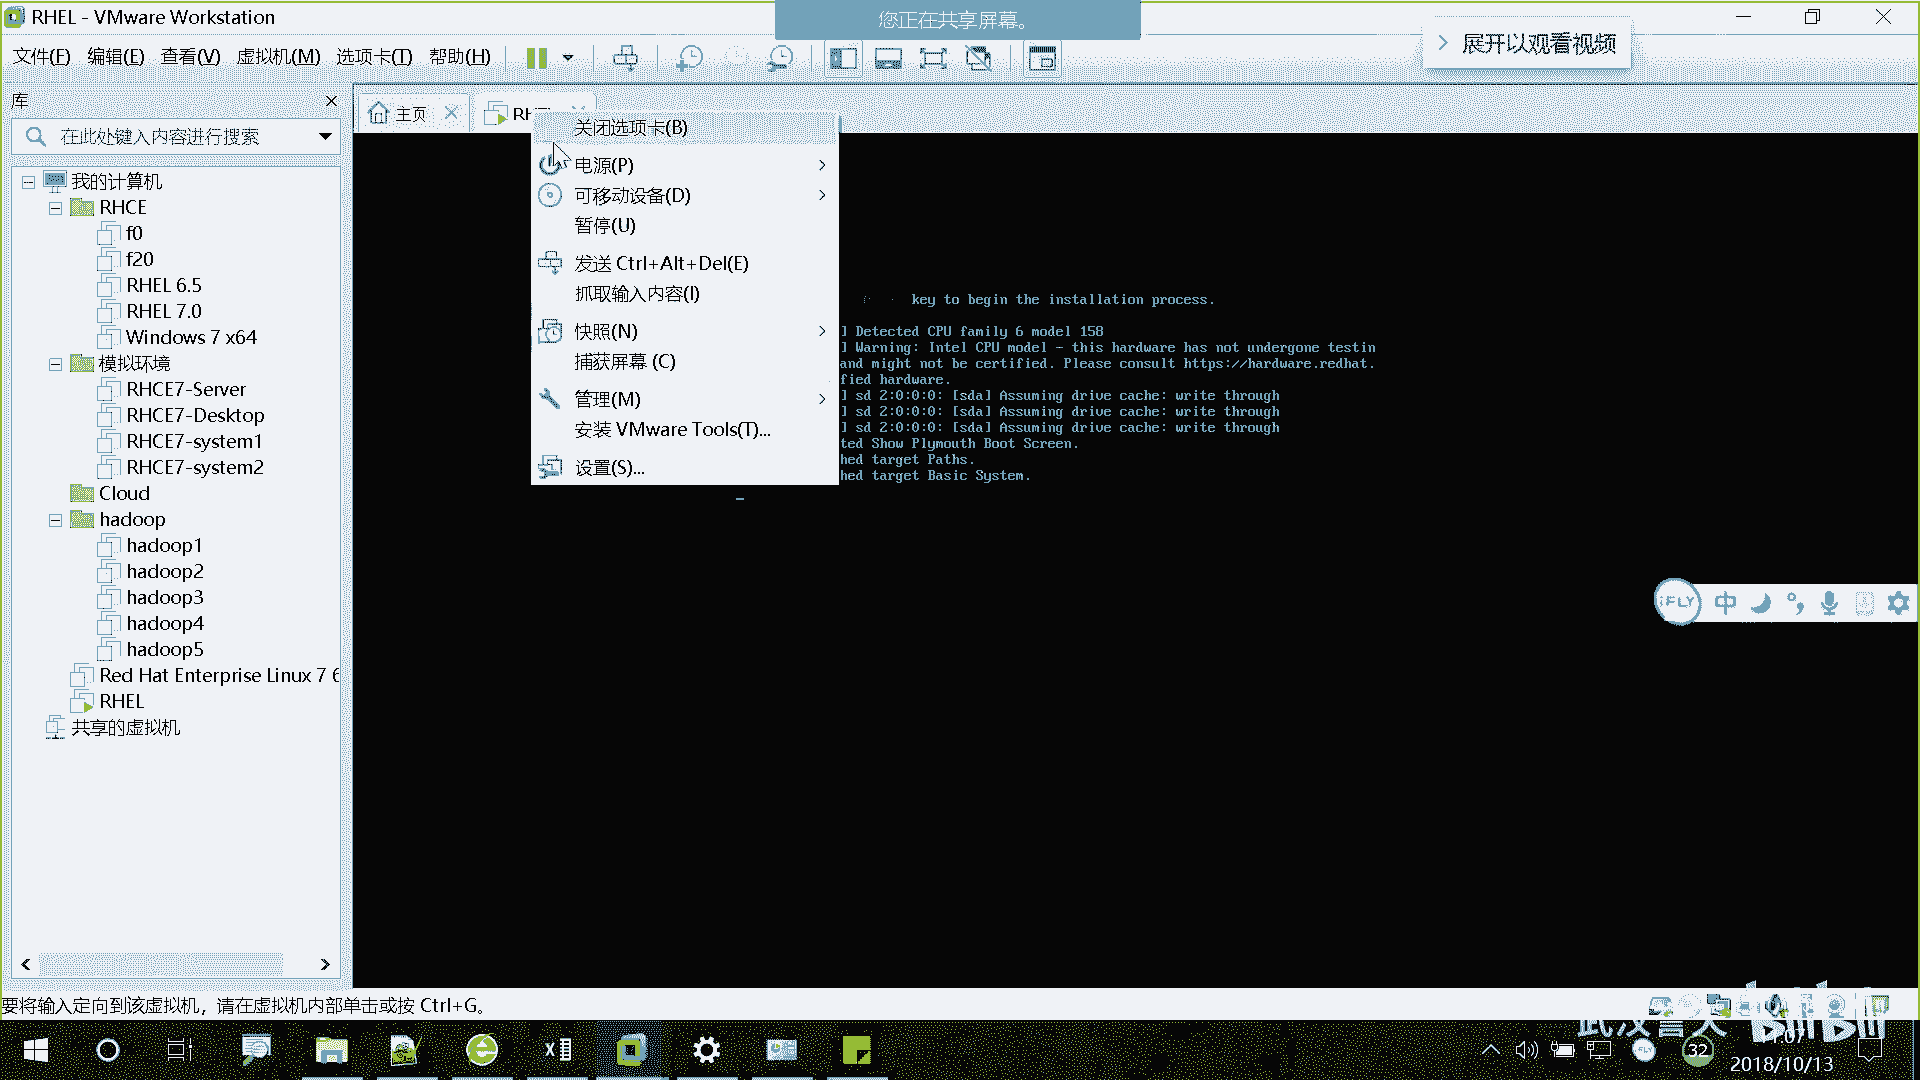 RHEL - VMware Workstation
您正在共享屏幕。
展开以观看视频
文件(F) 编辑(E) 查看(V) 虚拟机(M) 选项卡(T) 帮助(H)
库
在此处键入内容进行搜索
主页
我的计算机
RHCE
f0
f20
RHEL 6.5
RHEL 7.0
Windows 7 x64
模拟环境
RHCE7-Server
RHCE7-Desktop
RHCE7-system1
RHCE7-system2
Cloud
hadoop
hadoop1
hadoop2
hadoop3
hadoop4
hadoop5
Red Hat Enterprise Linux 7 6
RHEL
共享的虚拟机
关闭选项卡(B)
电源(P)
可移动设备(D)
暂停(U)
发送 Ctrl+Alt+Del(E)
抓取输入内容(I)
快照(N)
捕获屏幕 (C)
管理(M)
安装 VMware Tools(T)...
设置(S)...
key to begin the installation process.
] Detected CPU family 6 model 158
] Warning: Intel CPU model - this hardware has not undergone testin
and might not be certified. Please consult https://hardware.redhat.
fied hardware.
] sd 2:0:0:0: [sda] Assuming drive cache: write through
] sd 2:0:0:0: [sda] Assuming drive cache: write through
] sd 2:0:0:0: [sda] Assuming drive cache: write through
ted Show Plymouth Boot Screen.
hed target Paths.
hed target Basic System.
iFLY 中
要将输入定向到该虚拟机，请在虚拟机内部单击或按 Ctrl+G。
bilibili
32
2018/10/13